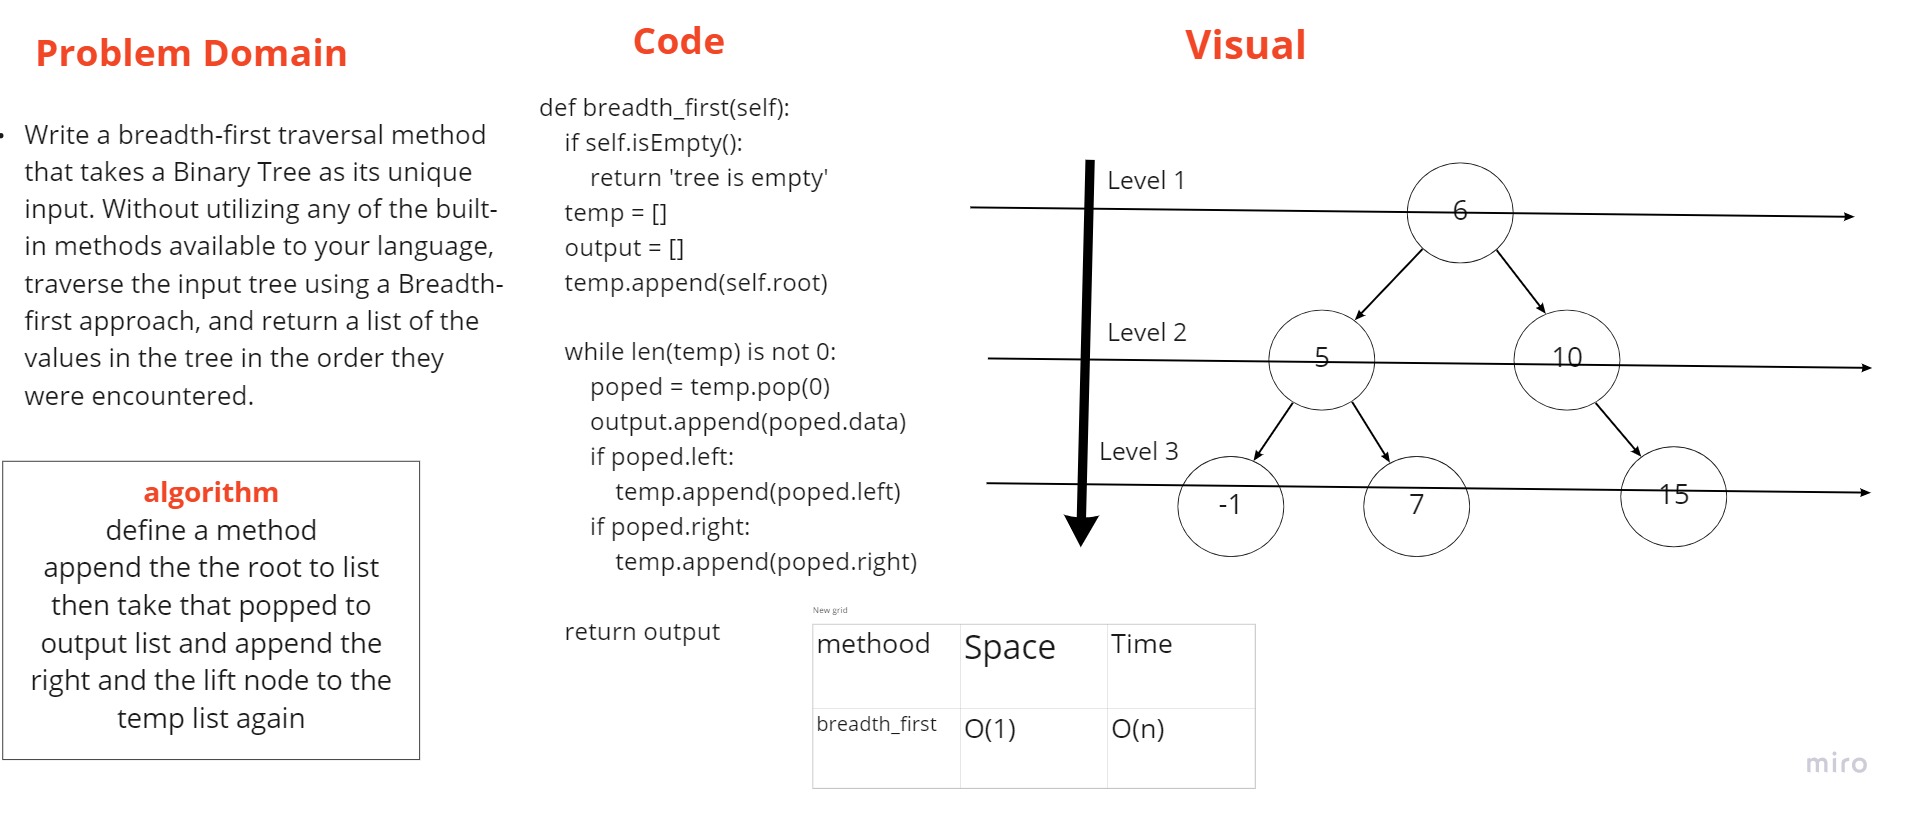 Problem Domain
• Write a breadth-first traversal method
that takes a Binary Tree as its unique
input. Without utilizing any of the built-
in methods available to your language,
traverse the input tree using a Breadth-
first approach, and return a list of the
values in the tree in the order they
were encountered.
algorithm
define a method
append the the root to list
then take that popped to
output list and append the
right and the lift node to the
temp list again
Code
def breadth_first(self):
    if self.isEmpty():
        return 'tree is empty'
    temp = []
    output = []
    temp.append(self.root)
    while len(temp) is not 0:
        poped = temp.pop(0)
        output.append(poped.data)
        if poped.left:
            temp.append(poped.left)
        if poped.right:
            temp.append(poped.right)
    return output
New grid
methood Space Time
breadth_first O(1) O(n)
Visual
Level 1
6
Level 2
5 10
Level 3
-1 7 15
miro